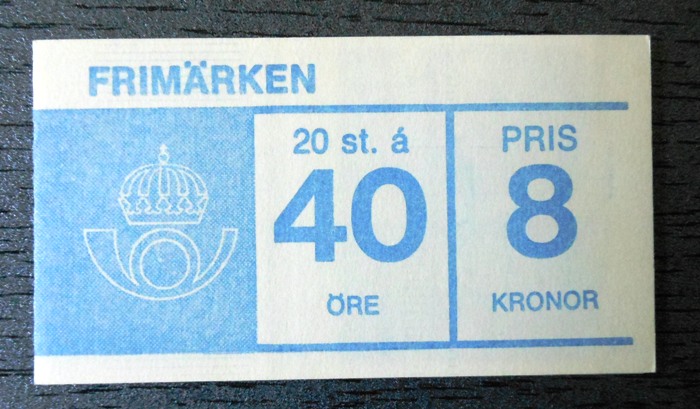 FRIMÄRKEN
20 st. á
40
ÖRE
PRIS
8
KRONOR